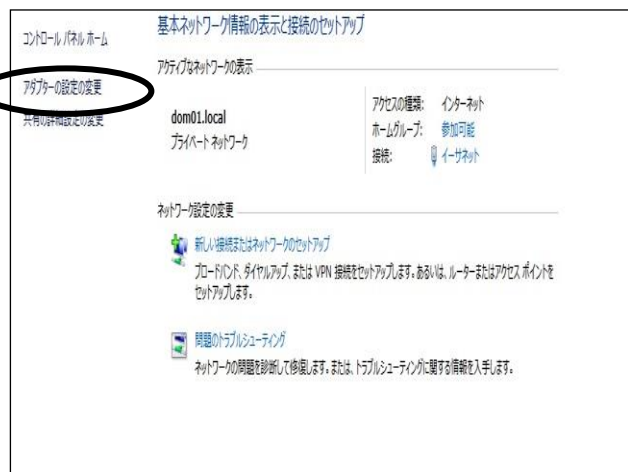 コントロール パネル ホーム
アダプターの設定の変更
共有の詳細設定の変更
基本ネットワーク情報の表示と接続のセットアップ
アクティブなネットワークの表示
dom01.local
プライベート ネットワーク
アクセスの種類: インターネット
ホームグループ: 参加可能
接続: イーサネット
ネットワーク設定の変更
新しい接続またはネットワークのセットアップ
ブロードバンド、ダイヤルアップ、または VPN 接続をセットアップします。あるいは、ルーターまたはアクセス ポイントを
セットアップします。
問題のトラブルシューティング
ネットワークの問題を診断して修復します。または、トラブルシューティングに関する情報を入手します。